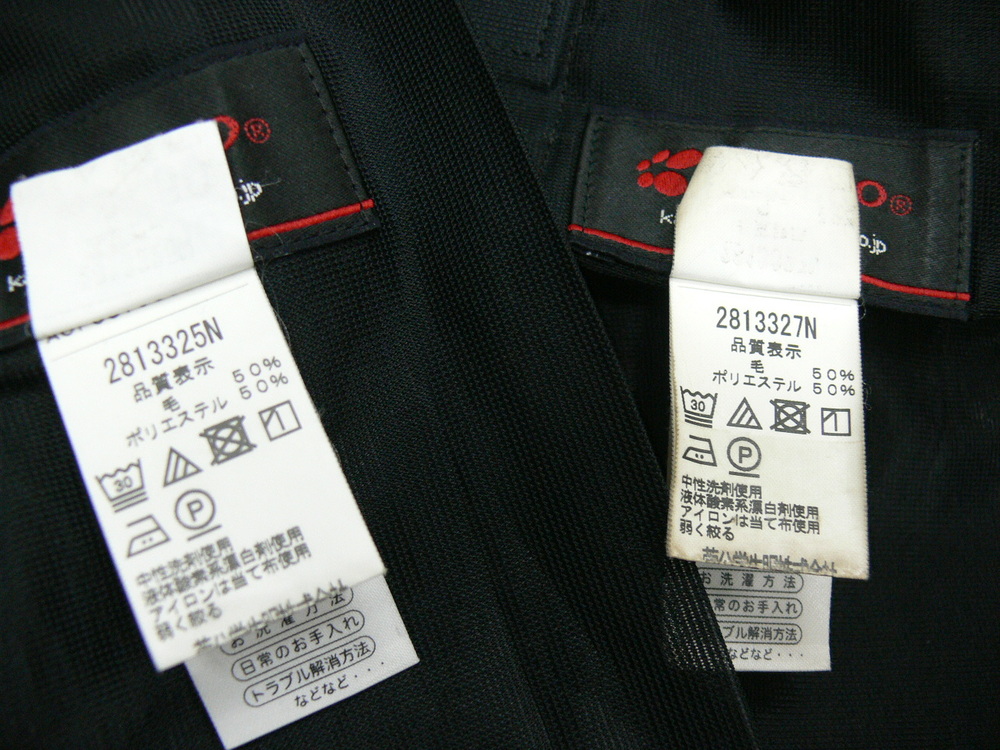 O®
.jp
2813325N
品質表示
毛 50%
ポリエステル 50%
30
P
中性洗剤使用
液体酸素系漂白剤使用
アイロンは当て布使用
弱く絞る
お洗濯方法
日常のお手入れ
トラブル解消方法
などなど・・・
O®
k
o.jp
2813327N
品質表示
毛 50%
ポリエステル 50%
30
P
中性洗剤使用
液体酸素系漂白剤使用
アイロンは当て布使用
弱く絞る
お洗濯方法
常のお手入れ
ブル解消方法
などなど・・・